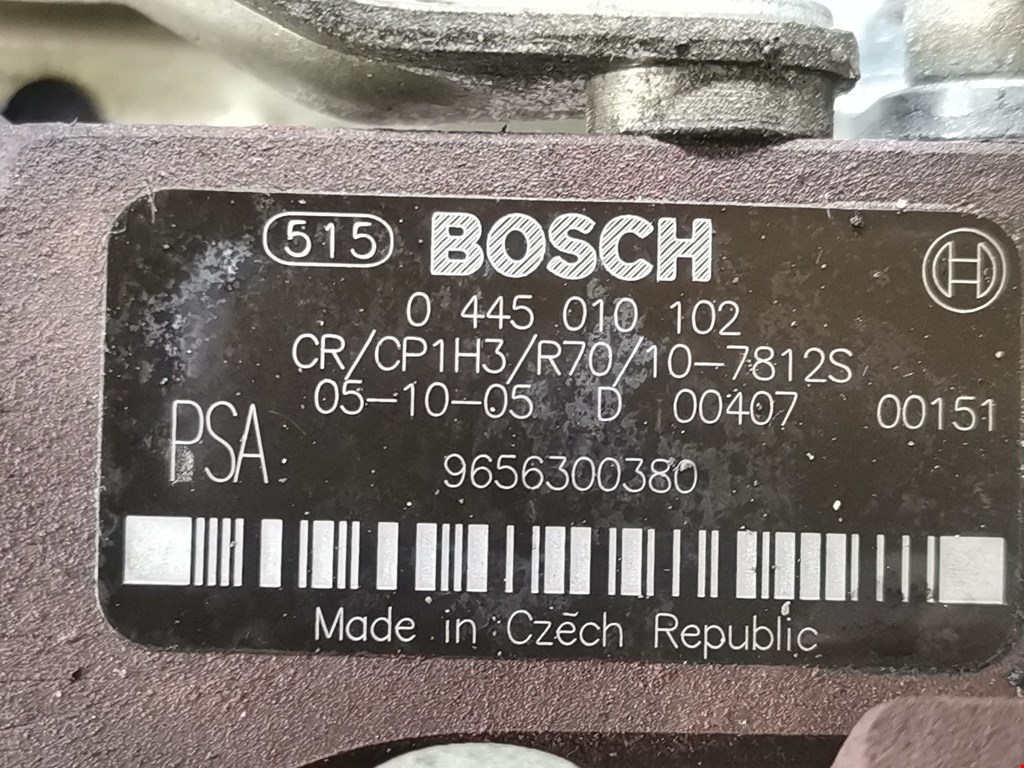 515 BOSCH
0 445 010 102
CR/CP1H3/R70/10-7812S
05-10-05 D 00407 00151
PSA
9656300380
Made in Czech Republic